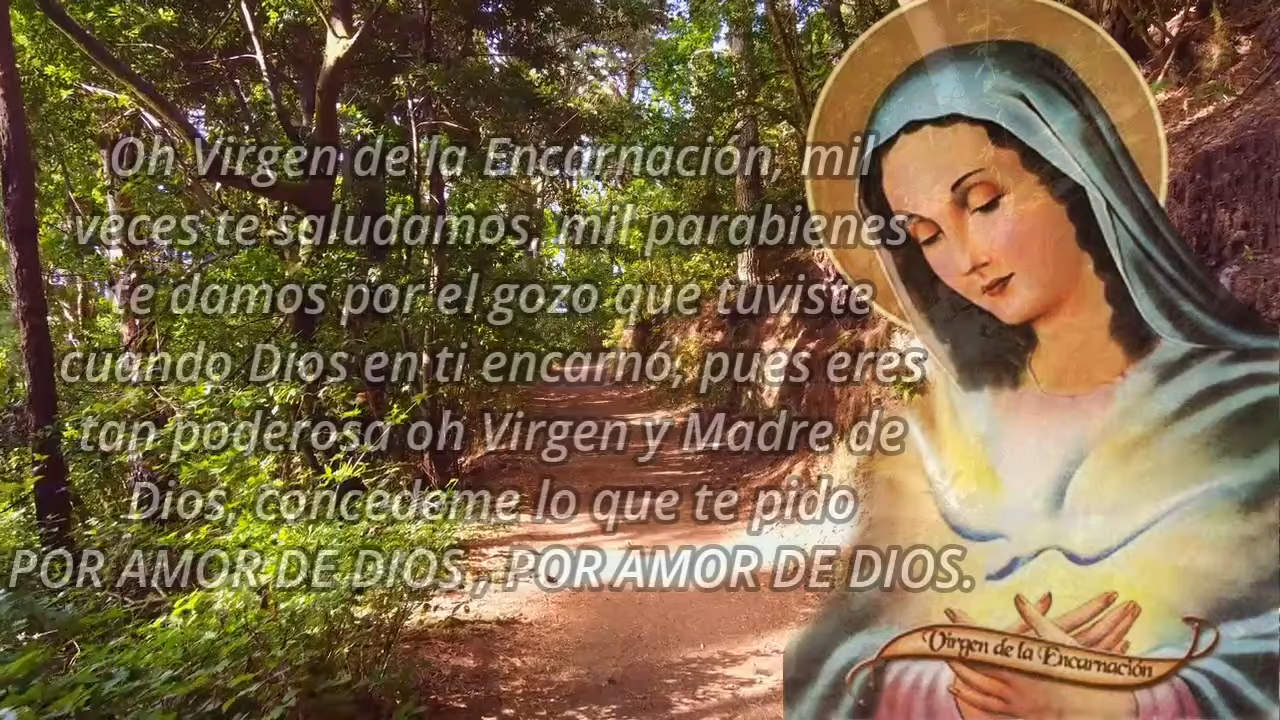 Oh Virgen de la Encarnación, mil
veces te saludamos, mil parabienes
te damos por el gozo que tuviste
cuando Dios en ti encarnó, pues eres
tan poderosa oh Virgen y Madre de
Dios, concedeme lo que te pido
POR AMOR DE DIOS , POR AMOR DE DIOS.
Virgen de la Encarnación